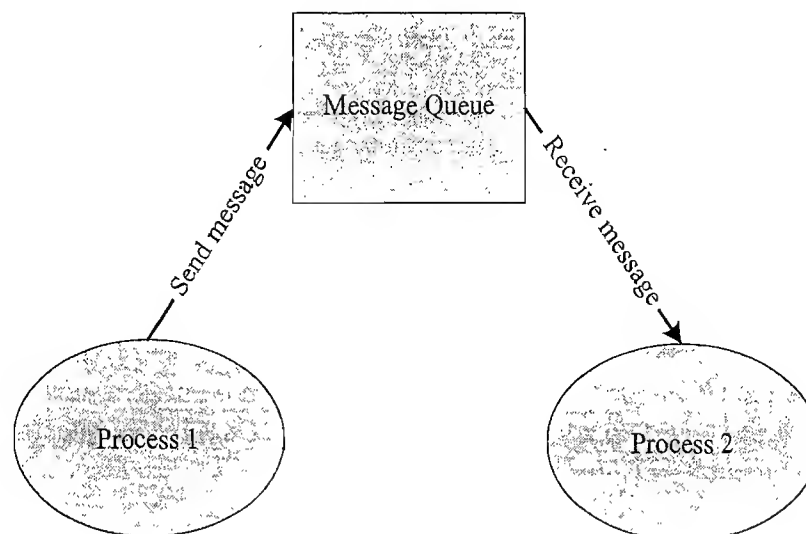 Message Queue
Send message
Receive message
Process 1
Process 2